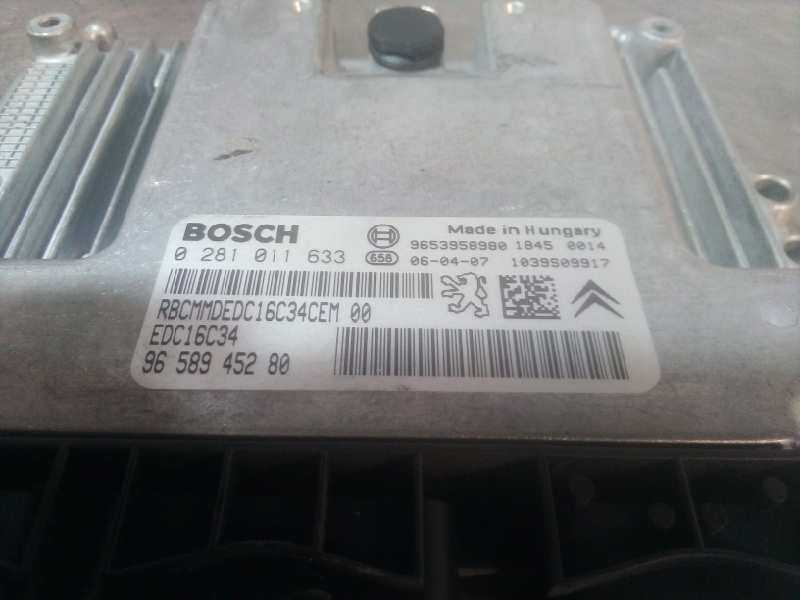 BOSCH
0 281 011 633
658
Made in Hungary
9653958980 1845 0014
06-04-07 1039S09917
RBCMMDEDC16C34CEM 00
EDC16C34
96 589 452 80